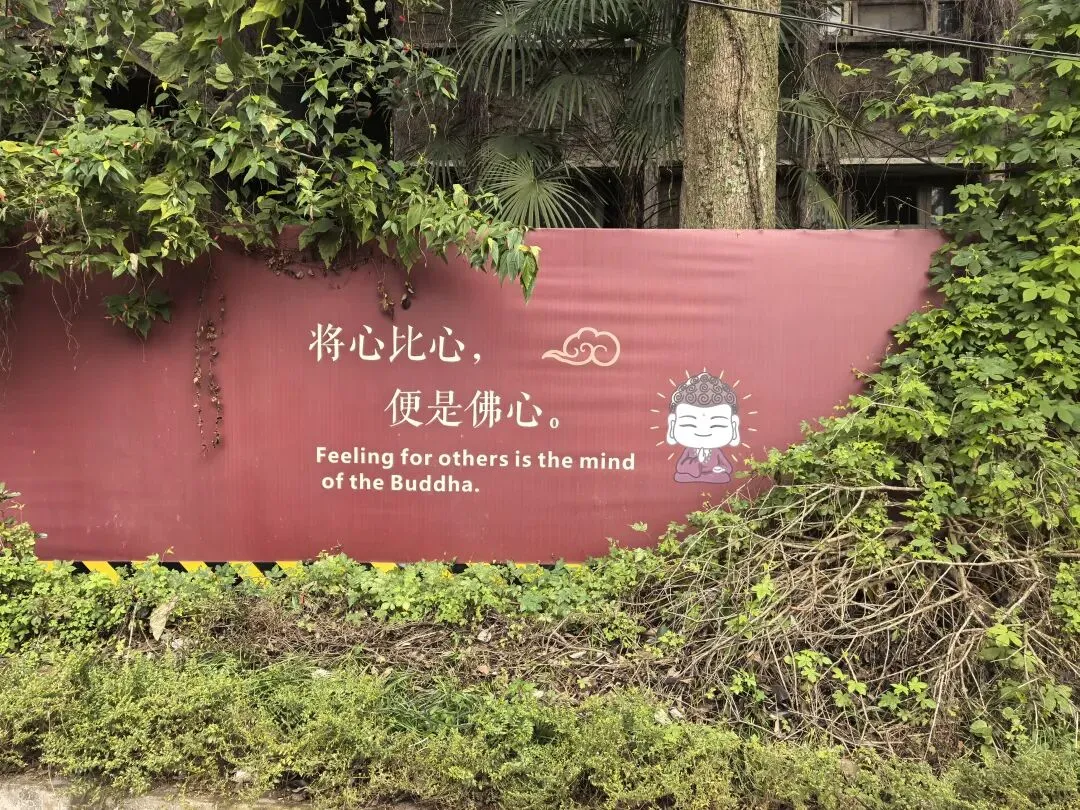 将心比心，
便是佛心。
Feeling for others is the mind
of the Buddha.